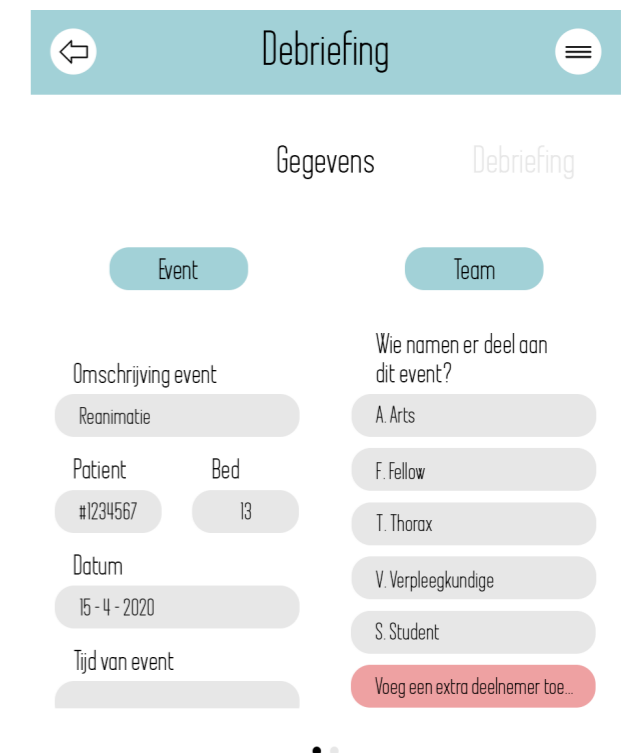 Debriefing
Gegevens
Debriefing
Event
Omschrijving event
Reanimatie
Patient
Bed
#1234567
13
Datum
15 - 4 - 2020
Tijd van event
Team
Wie namen er deel aan
dit event?
A. Arts
F. Fellow
T. Thorax
V. Verpleegkundige
S. Student
Voeg een extra deelnemer toe...